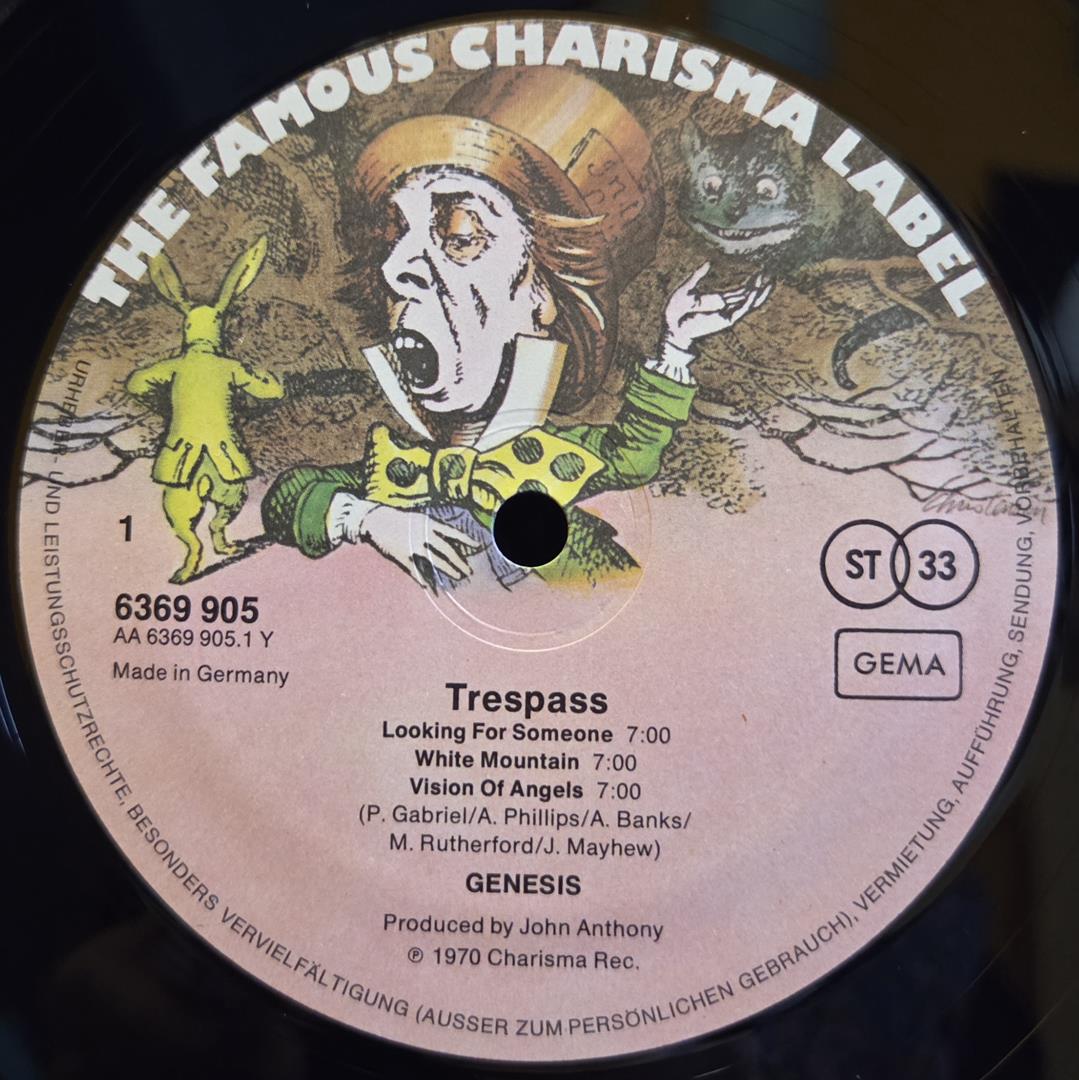 THE FAMOUS CHARISMA LABEL
1
6369 905
AA 6369 905.1 Y
Made in Germany
ST 33
GEMA
Trespass
Looking For Someone 7:00
White Mountain 7:00
Vision Of Angels 7:00
(P. Gabriel/A. Phillips/A. Banks/
M. Rutherford/J. Mayhew)
GENESIS
Produced by John Anthony
℗ 1970 Charisma Rec.
URHEBER - UND LEISTUNGSSCHUTZRECHTE, BESONDERS VERVIELFÄLTIGUNG (AUSSER ZUM PERSÖNLICHEN GEBRAUCH), VERMIETUNG, AUFFÜHRUNG, SENDUNG, VORBEHALTEN